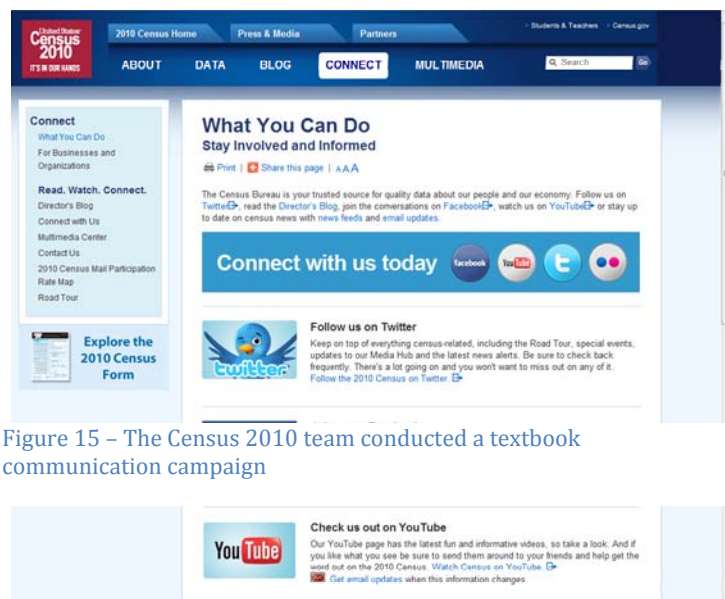 United States
Census
2010
IT'S IN OUR HANDS
2010 Census Home
Press & Media
Partners
Students & Teachers
Census.gov
ABOUT
DATA
BLOG
CONNECT
MULTIMEDIA
Search
Go
Connect
What You Can Do
For Businesses and
Organizations
Read. Watch. Connect.
Director's Blog
Connect with Us
Multimedia Center
Contact Us
2010 Census Mail Participation
Rate Map
Road Tour
Explore the
2010 Census
Form
What You Can Do
Stay Involved and Informed
Print | Share this page | A A A
The Census Bureau is your trusted source for quality data about our people and our economy. Follow us on
Twitter, read the Director's Blog, join the conversations on Facebook, watch us on YouTube or stay up
to date on census news with news feeds and email updates.
Connect with us today
facebook
You Tube
t
twitter
Follow us on Twitter
Keep on top of everything census-related, including the Road Tour, special events,
updates to our Media Hub and the latest news alerts. Be sure to check back
frequently. There's a lot going on and you won't want to miss out on any of it.
Follow the 2010 Census on Twitter.
Figure 15 – The Census 2010 team conducted a textbook
communication campaign
You Tube
Check us out on YouTube
Our YouTube page has the latest fun and informative videos, so take a look. And if
you like what you see be sure to send them around to your friends and help get the
word out on the 2010 Census. Watch Census on YouTube.
Get email updates when this information changes.